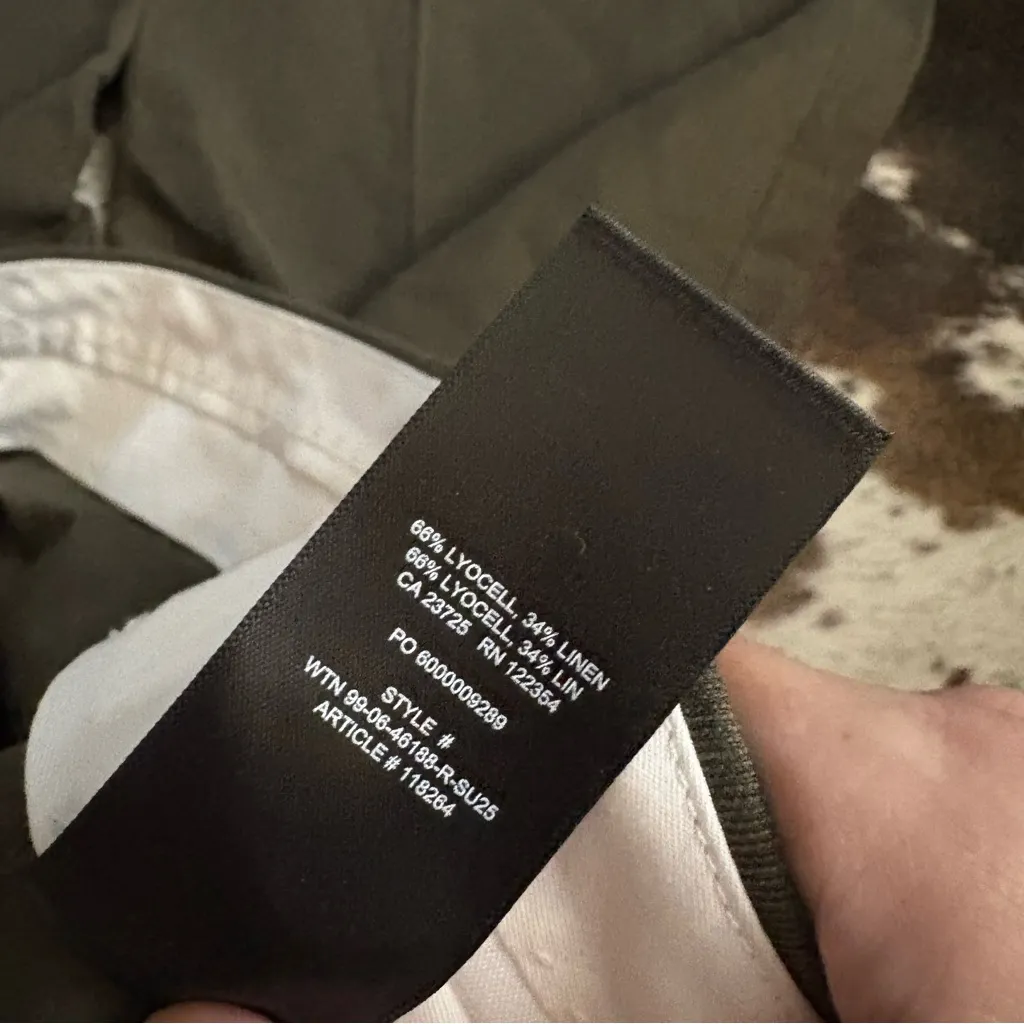 66% LYOCELL, 34% LINEN
66% LYOCELL, 34% LIN
CA 23725 RN 122354
PO 6000009289
STYLE #
WTN 99-06-46188-R-SU25
ARTICLE # 118264